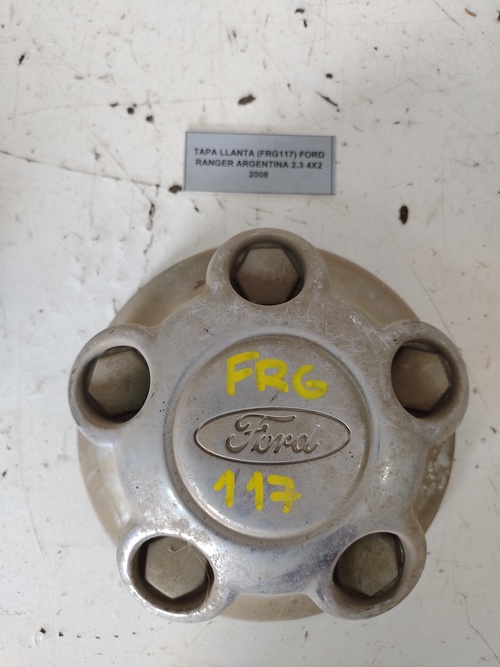 TAPA LLANTA (FRG117) FORD
RANGER ARGENTINA 2.3 4X2
2008
FRG
Ford
117